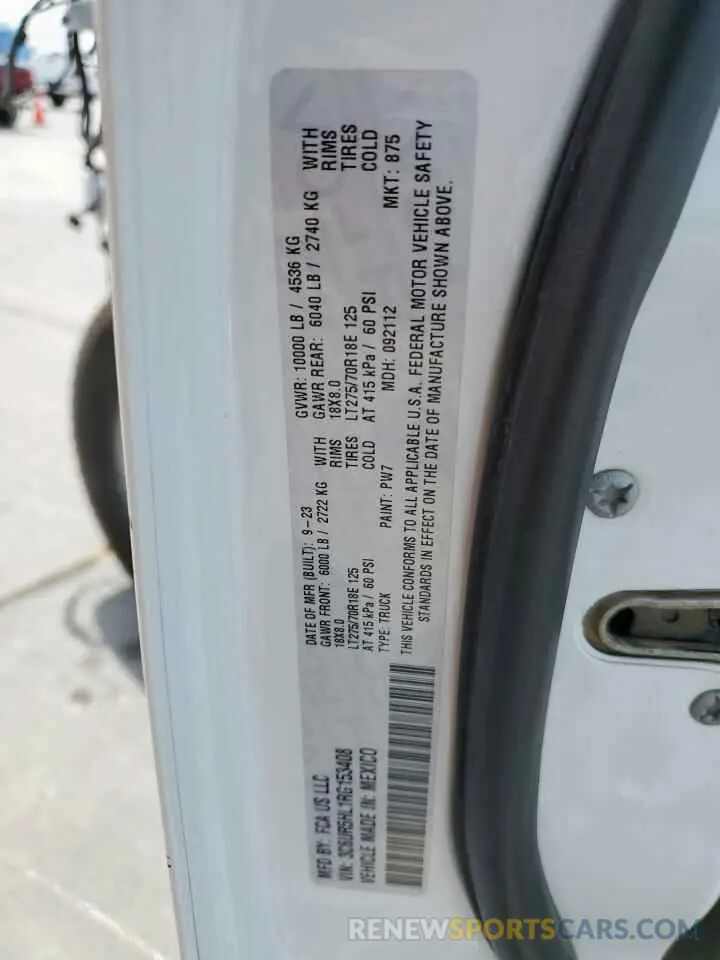 MFD BY: FCA US LLC
DATE OF MFR (BUILT): 9-23
GVWR: 10000 LB / 4536 KG
GAWR FRONT: 6000 LB / 2722 KG WITH
GAWR REAR: 6040 LB / 2740 KG WITH
18X8.0 RIMS
18X8.0 RIMS
LT275/70R18E 125 TIRES
LT275/70R18E 125 TIRES
AT 415 kPa / 60 PSI COLD
AT 415 kPa / 60 PSI COLD
VIN: 3C6UR5HL1RG153408
TYPE: TRUCK PAINT: PW7 MDH: 092112 MKT: 875
VEHICLE MADE IN: MEXICO
THIS VEHICLE CONFORMS TO ALL APPLICABLE U.S.A. FEDERAL MOTOR VEHICLE SAFETY
STANDARDS IN EFFECT ON THE DATE OF MANUFACTURE SHOWN ABOVE.
RENEWSPORTSCARS.COM